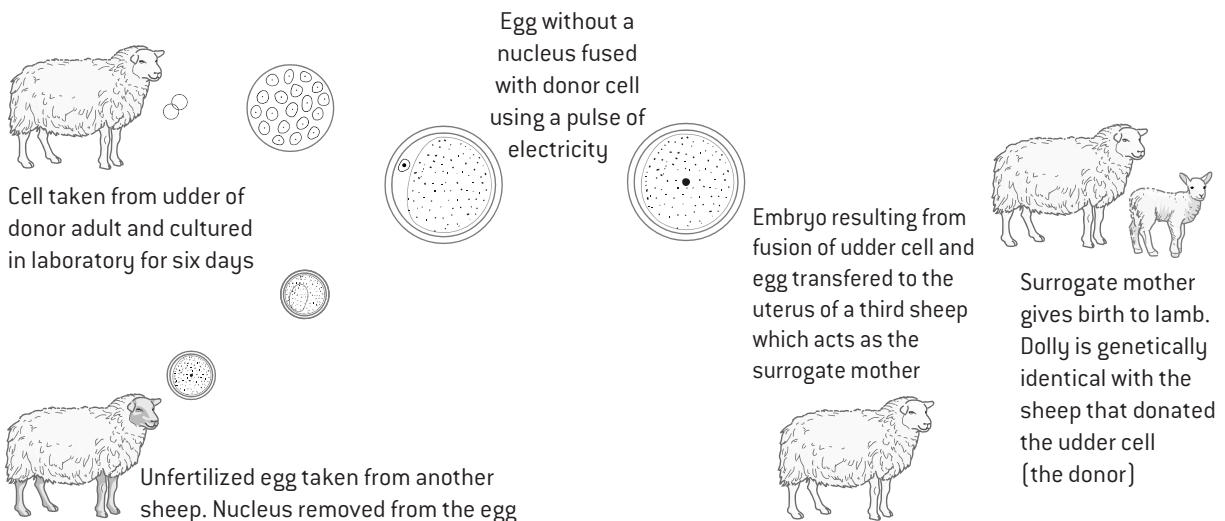 Cell taken from udder of
donor adult and cultured
in laboratory for six days
Unfertilized egg taken from another
sheep. Nucleus removed from the egg
Egg without a
nucleus fused
with donor cell
using a pulse of
electricity
Embryo resulting from
fusion of udder cell and
egg transfered to the
uterus of a third sheep
which acts as the
surrogate mother
Surrogate mother
gives birth to lamb.
Dolly is genetically
identical with the
sheep that donated
the udder cell
(the donor)